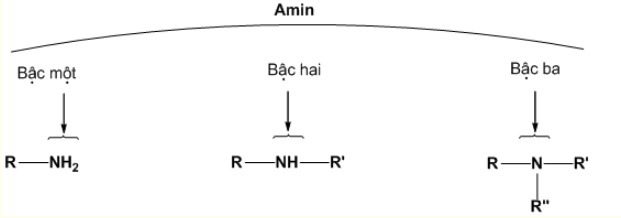 Amin
Bậc một Bậc hai Bậc ba
R—NH₂ R—NH—R' R—N—R'
R"